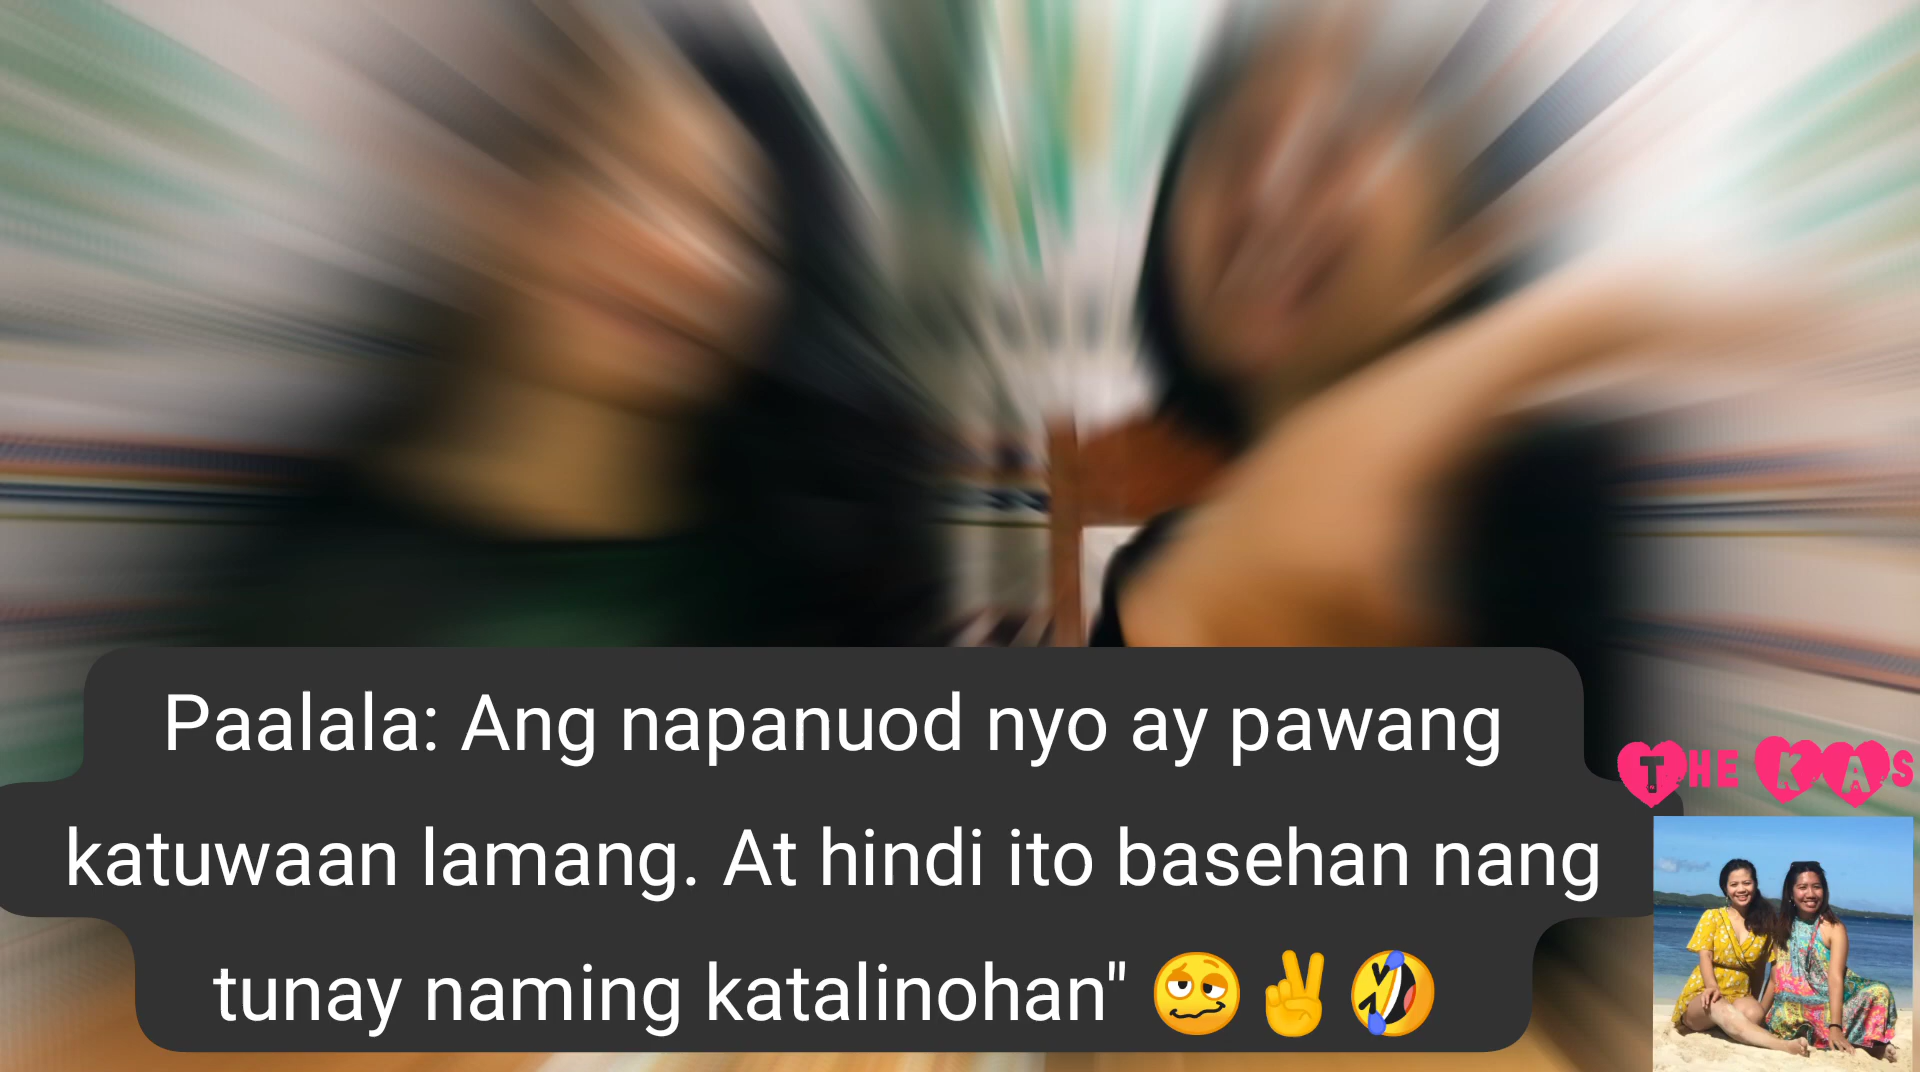 Paalala: Ang napanuod nyo ay pawang
katuwaan lamang. At hindi ito basehan nang
tunay naming katalinohan" 🥴✌️🤣
THE KAS